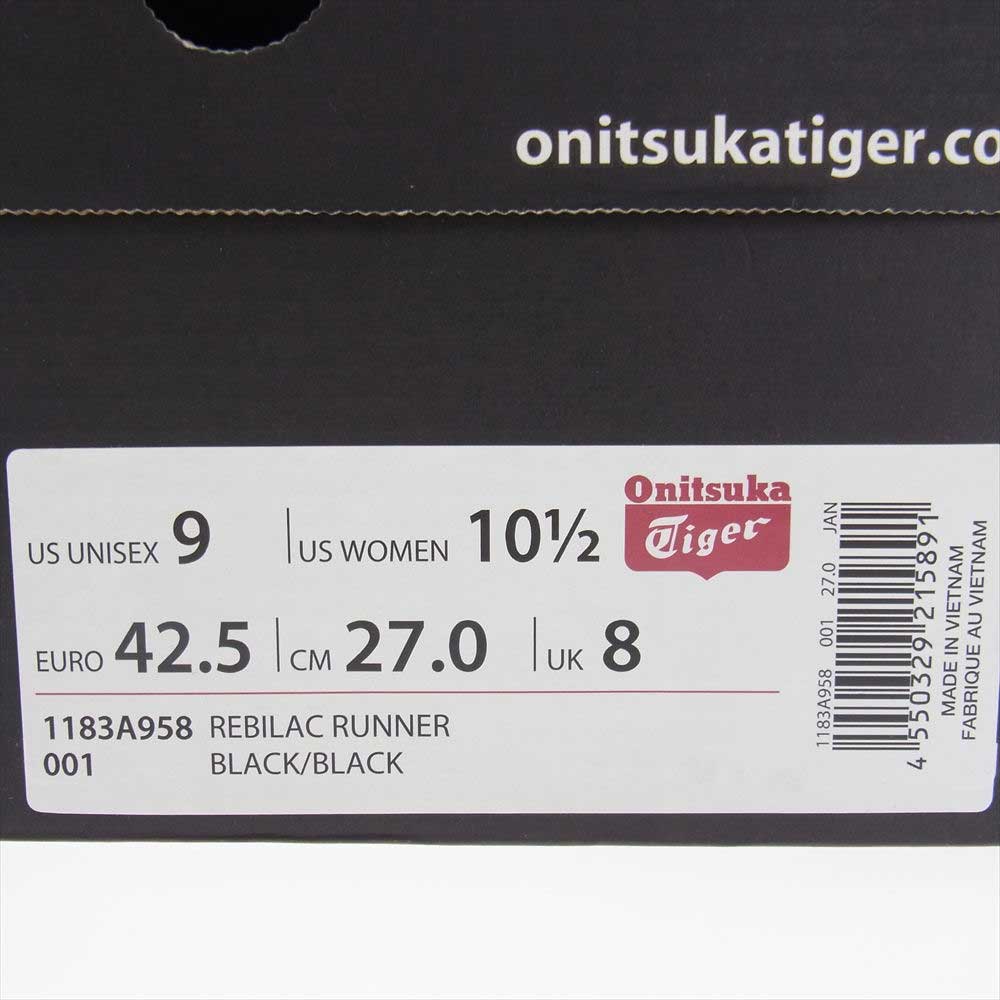 onitsukatiger.co
US UNISEX 9 US WOMEN 10½
Onitsuka
Tiger
EURO 42.5 CM 27.0 UK 8
1183A958 REBILAC RUNNER
001 BLACK/BLACK
1183A958 001 27.0 JAN
4 550329 215891
MADE IN VIETNAM
FABRIQUE AU VIETNAM